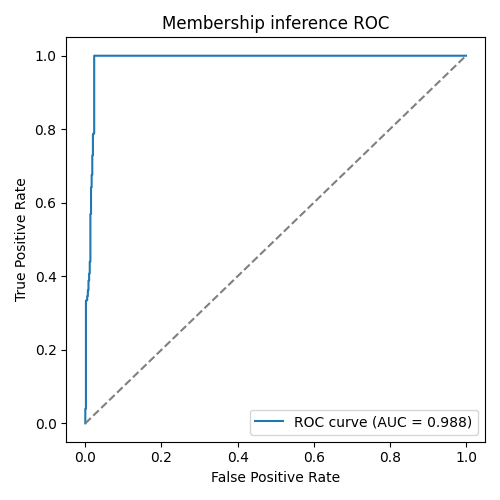 Membership inference ROC
True Positive Rate
1.0
0.8
0.6
0.4
0.2
0.0
ROC curve (AUC = 0.988)
0.0 0.2 0.4 0.6 0.8 1.0
False Positive Rate